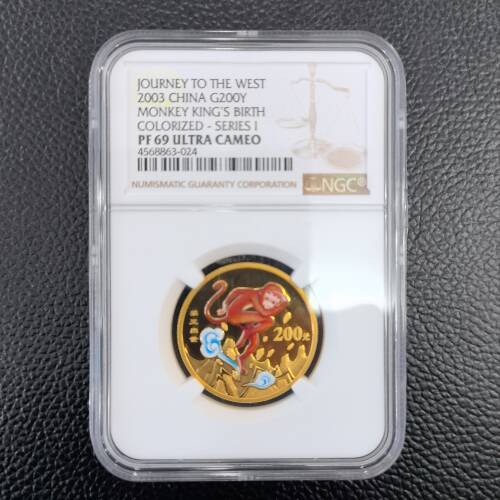 JOURNEY TO THE WEST
2003 CHINA G200Y
MONKEY KING'S BIRTH
COLORIZED - SERIES I
PF 69 ULTRA CAMEO
4568863-024
NUMISMATIC GUARANTY CORPORATION
NGC®
200元